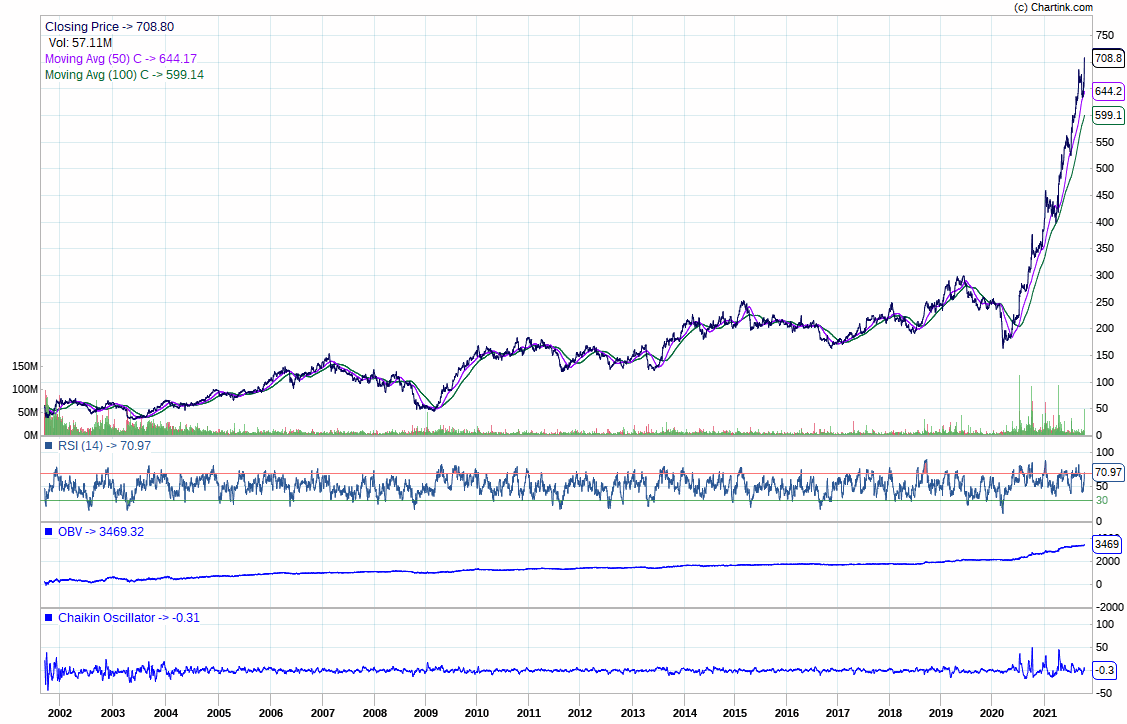 (c) Chartink.com
Closing Price -> 708.80
Vol: 57.11M
Moving Avg (50) C -> 644.17
Moving Avg (100) C -> 599.14
750
708.8
644.2
599.1
550
500
450
400
350
300
250
200
150
100
50
0
150M
100M
50M
0M
RSI (14) -> 70.97
100
70.97
50
30
0
OBV -> 3469.32
3469
2000
0
-2000
Chaikin Oscillator -> -0.31
100
50
-0.3
-50
2002 2003 2004 2005 2006 2007 2008 2009 2010 2011 2012 2013 2014 2015 2016 2017 2018 2019 2020 2021